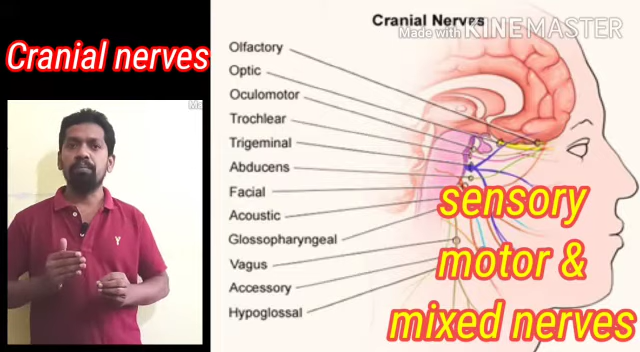 Cranial nerves
Cranial Nerves
Made with KINEMASTER
Olfactory
Optic
Oculomotor
Trochlear
Trigeminal
Abducens
Facial
Acoustic
Glossopharyngeal
Vagus
Accessory
Hypoglossal
sensory
motor &
mixed nerves
Ma